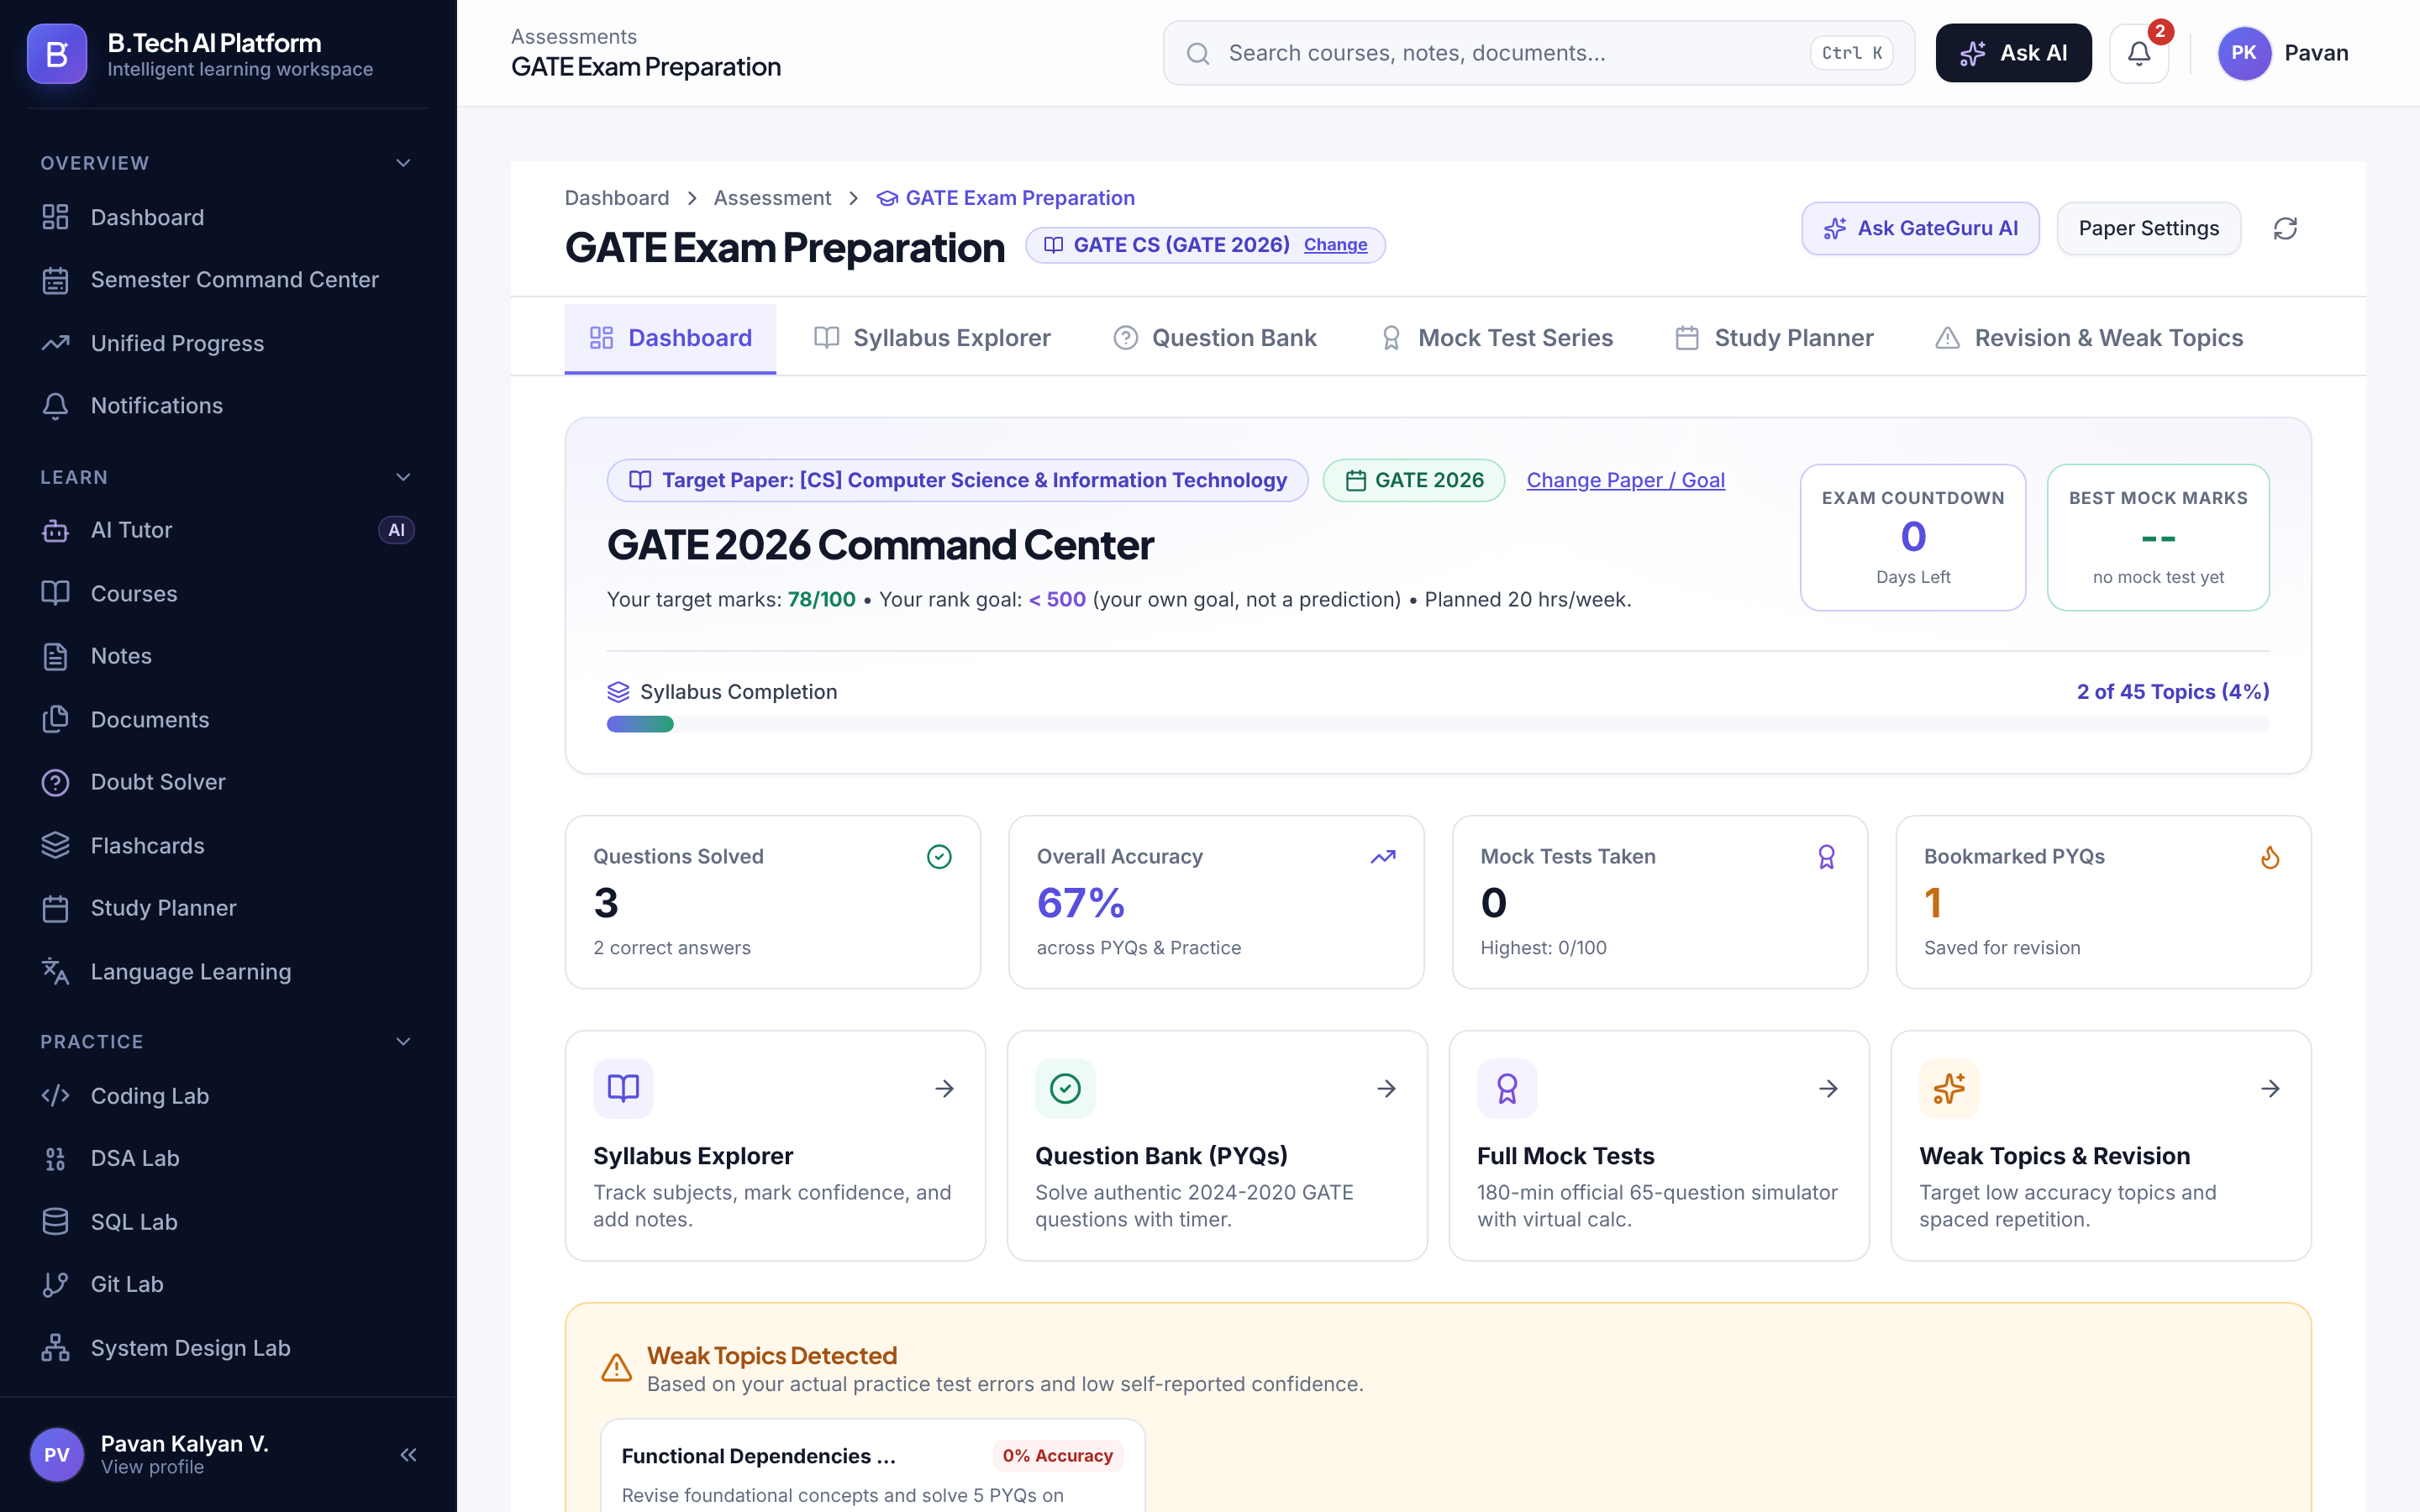 B.Tech AI Platform
Intelligent learning workspace
OVERVIEW
Dashboard
Semester Command Center
Unified Progress
Notifications
LEARN
AI Tutor
AI
Courses
Notes
Documents
Doubt Solver
Flashcards
Study Planner
Language Learning
PRACTICE
Coding Lab
DSA Lab
SQL Lab
Git Lab
System Design Lab
PV
Pavan Kalyan V.
View profile
Assessments
GATE Exam Preparation
Search courses, notes, documents...
Ctrl K
Ask AI
2
PK
Pavan
Dashboard > Assessment > GATE Exam Preparation
GATE Exam Preparation
GATE CS (GATE 2026) Change
Ask GateGuru AI
Paper Settings
Dashboard
Syllabus Explorer
Question Bank
Mock Test Series
Study Planner
Revision & Weak Topics
Target Paper: [CS] Computer Science & Information Technology
GATE 2026
Change Paper / Goal
GATE 2026 Command Center
Your target marks: 78/100 • Your rank goal: < 500 (your own goal, not a prediction) • Planned 20 hrs/week.
EXAM COUNTDOWN
0
Days Left
BEST MOCK MARKS
--
no mock test yet
Syllabus Completion
2 of 45 Topics (4%)
Questions Solved
3
2 correct answers
Overall Accuracy
67%
across PYQs & Practice
Mock Tests Taken
0
Highest: 0/100
Bookmarked PYQs
1
Saved for revision
Syllabus Explorer
Track subjects, mark confidence, and
add notes.
Question Bank (PYQs)
Solve authentic 2024-2020 GATE
questions with timer.
Full Mock Tests
180-min official 65-question simulator
with virtual calc.
Weak Topics & Revision
Target low accuracy topics and
spaced repetition.
Weak Topics Detected
Based on your actual practice test errors and low self-reported confidence.
Functional Dependencies ...
0% Accuracy
Revise foundational concepts and solve 5 PYQs on